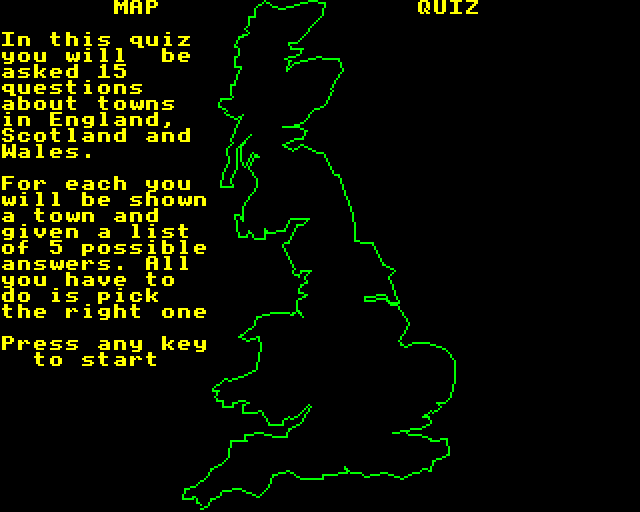 MAP QUIZ
In this quiz
you will  be
asked 15
questions
about towns
in England,
Scotland and
Wales.
For each you
will be shown
a town and
given a list
of 5 possible
answers. All
you have to
do is pick
the right one
Press any key
to start